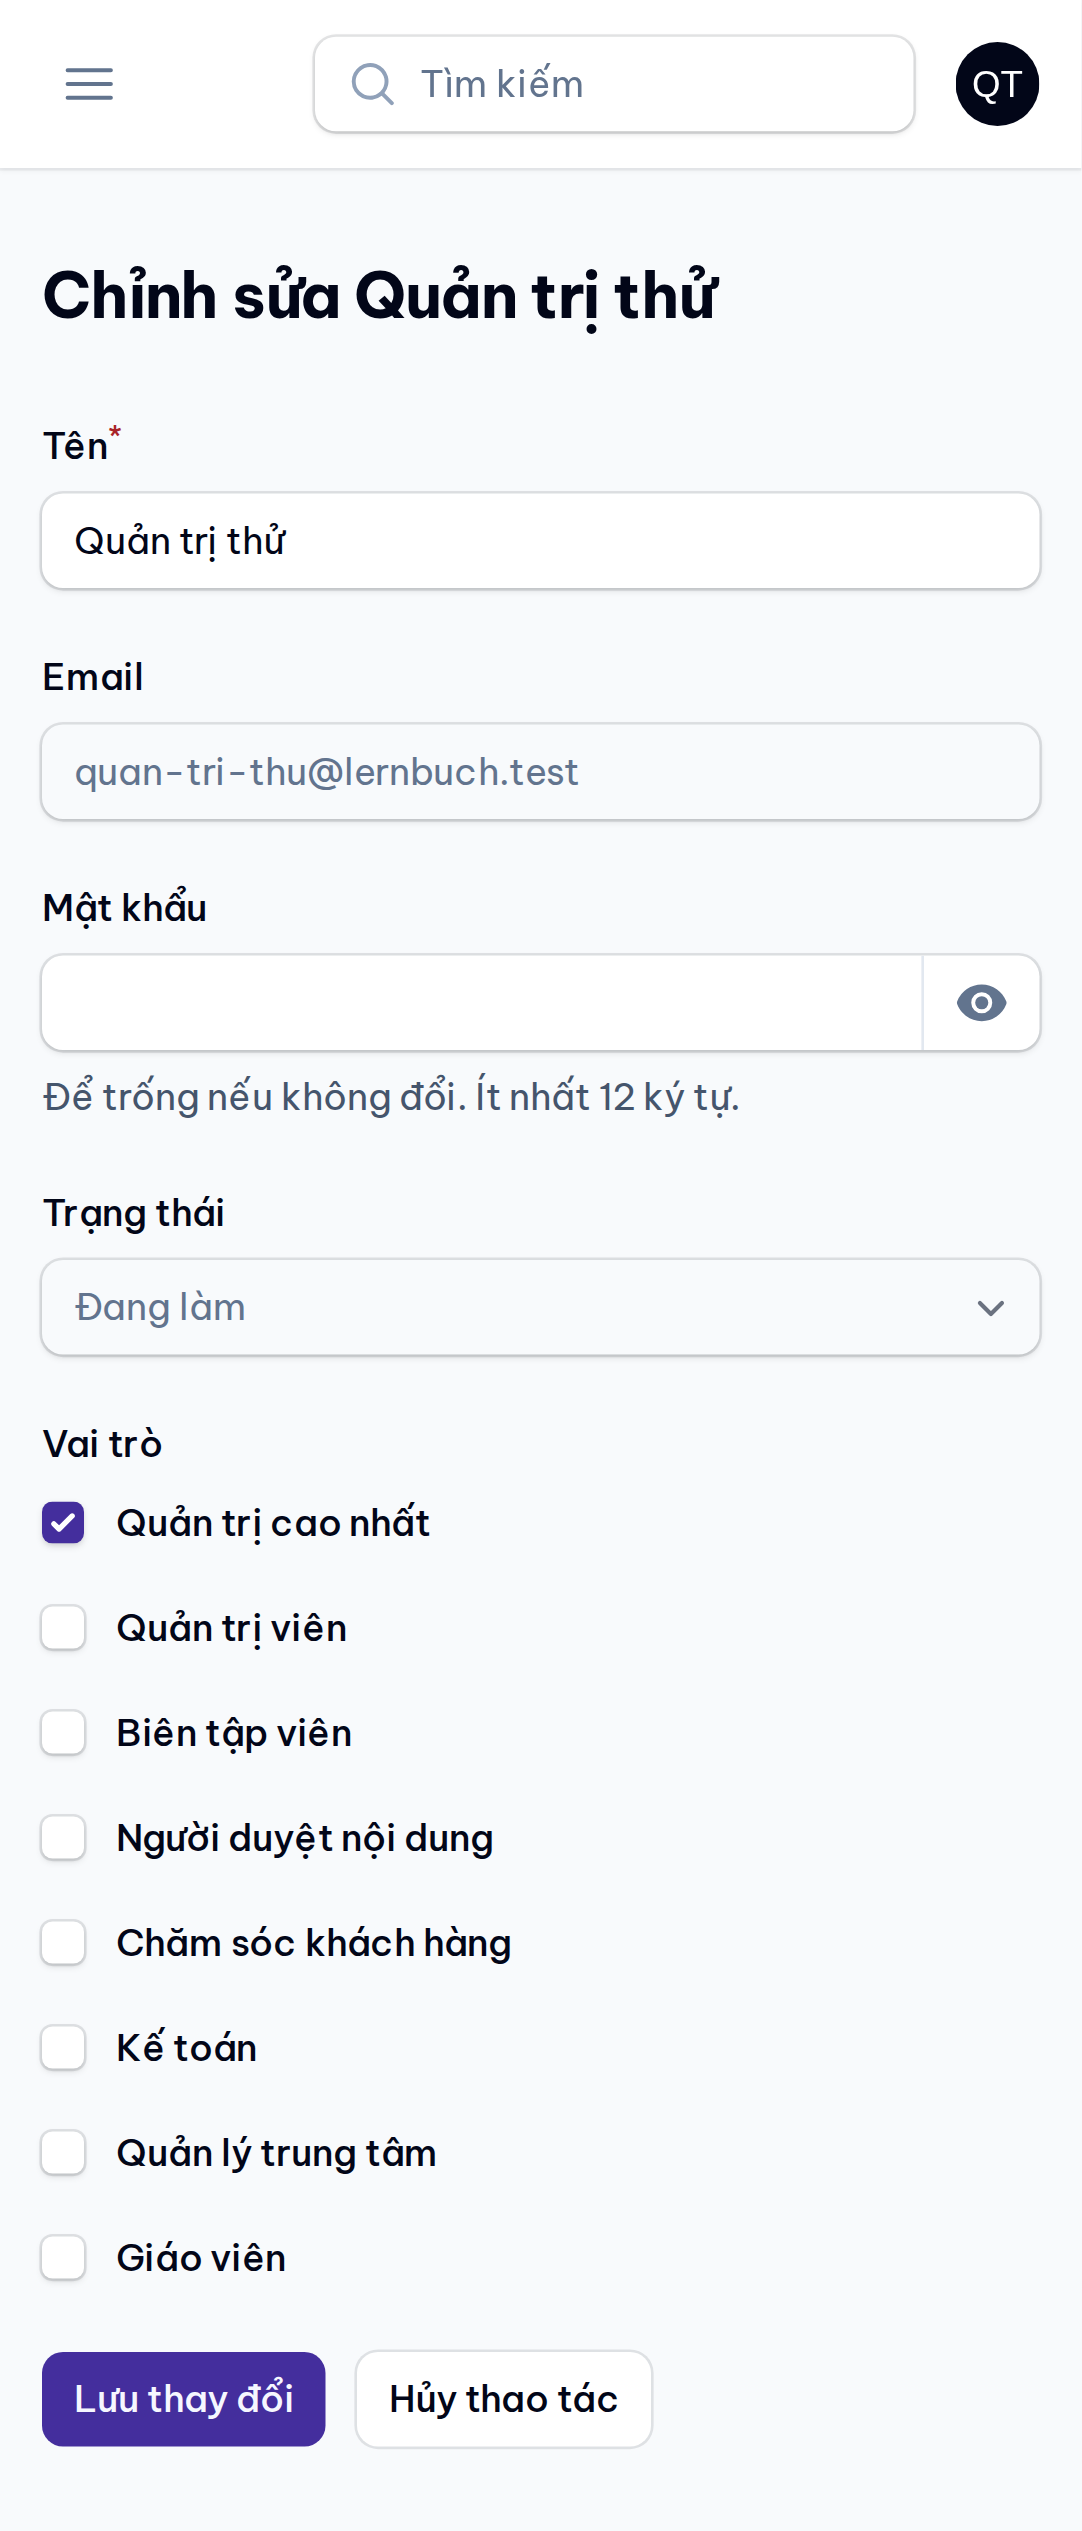 Tìm kiếm
QT
Chỉnh sửa Quản trị thử
Tên*
Quản trị thử
Email
quan-tri-thu@lernbuch.test
Mật khẩu
Để trống nếu không đổi. Ít nhất 12 ký tự.
Trạng thái
Đang làm
Vai trò
Quản trị cao nhất
Quản trị viên
Biên tập viên
Người duyệt nội dung
Chăm sóc khách hàng
Kế toán
Quản lý trung tâm
Giáo viên
Lưu thay đổi
Hủy thao tác